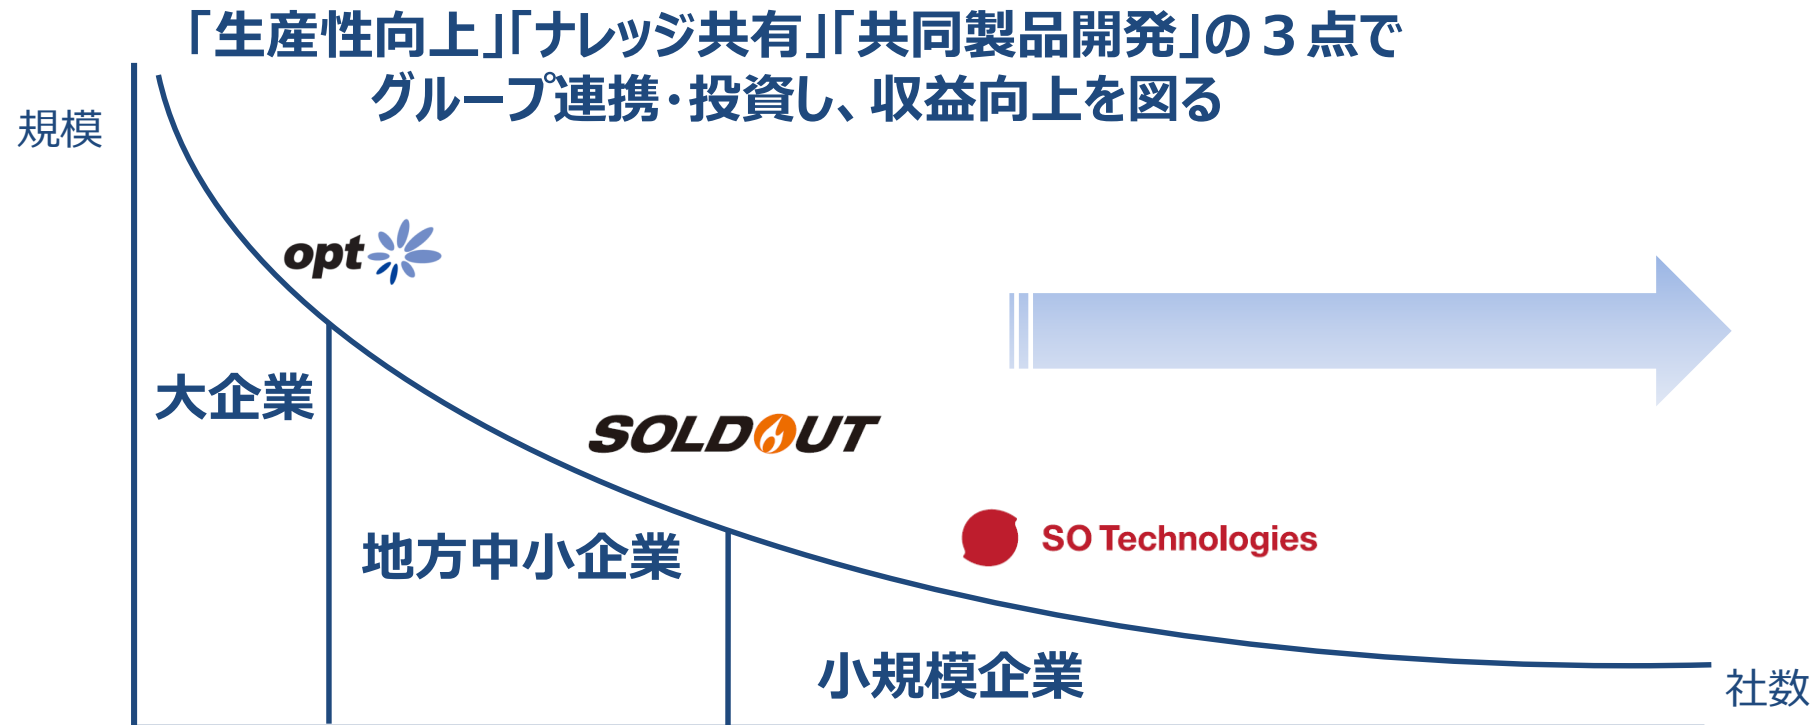 「生産性向上」「ナレッジ共有」「共同製品開発」の３点で
グループ連携・投資し、収益向上を図る
規模
opt
大企業
SOLDOUT
SO Technologies
地方中小企業
小規模企業
社数